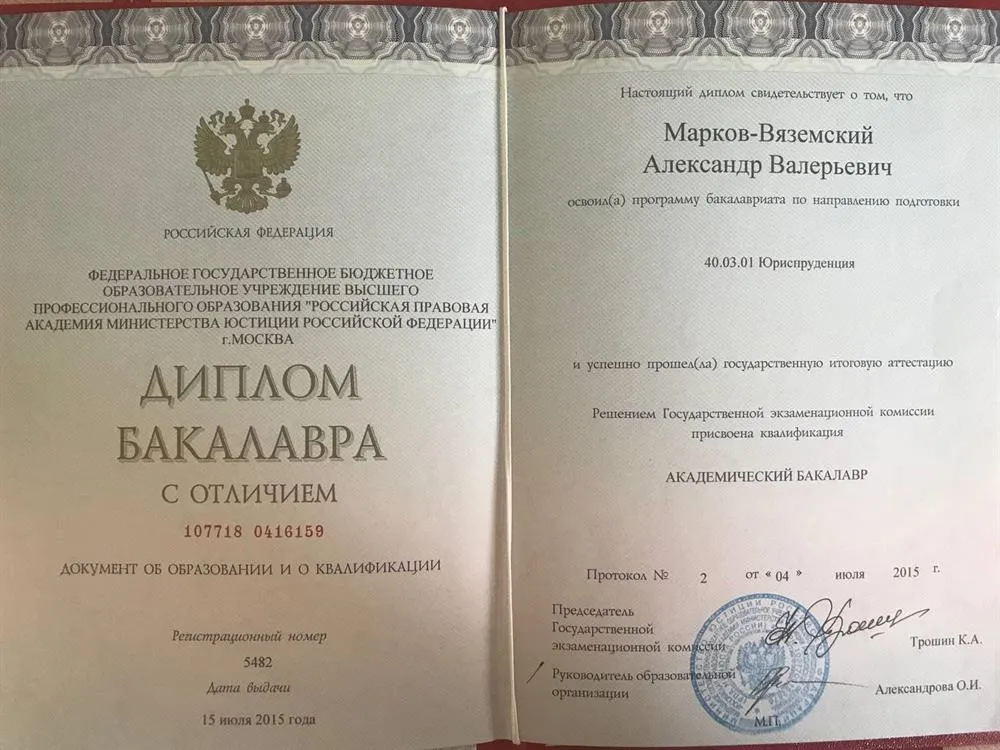 РОССИЙСКАЯ ФЕДЕРАЦИЯ
ФЕДЕРАЛЬНОЕ ГОСУДАРСТВЕННОЕ БЮДЖЕТНОЕ
ОБРАЗОВАТЕЛЬНОЕ УЧРЕЖДЕНИЕ ВЫСШЕГО
ПРОФЕССИОНАЛЬНОГО ОБРАЗОВАНИЯ "РОССИЙСКАЯ ПРАВОВАЯ
АКАДЕМИЯ МИНИСТЕРСТВА ЮСТИЦИИ РОССИЙСКОЙ ФЕДЕРАЦИИ"
г.МОСКВА
ДИПЛОМ
БАКАЛАВРА
С ОТЛИЧИЕМ
107718 0416159
ДОКУМЕНТ ОБ ОБРАЗОВАНИИ И О КВАЛИФИКАЦИИ
Регистрационный номер
5482
Дата выдачи
15 июля 2015 года
Настоящий диплом свидетельствует о том, что
Марков-Вяземский
Александр Валерьевич
освоил(а) программу бакалавриата по направлению подготовки
40.03.01 Юриспруденция
и успешно прошел(ла) государственную итоговую аттестацию
Решением Государственной экзаменационной комиссии
присвоена квалификация
АКАДЕМИЧЕСКИЙ БАКАЛАВР
Протокол № 2 от « 04 » июля 2015 г.
Председатель
Государственной
экзаменационной комиссии
Трошин К.А.
Руководитель образовательной
организации
Александрова О.И.
М.П.